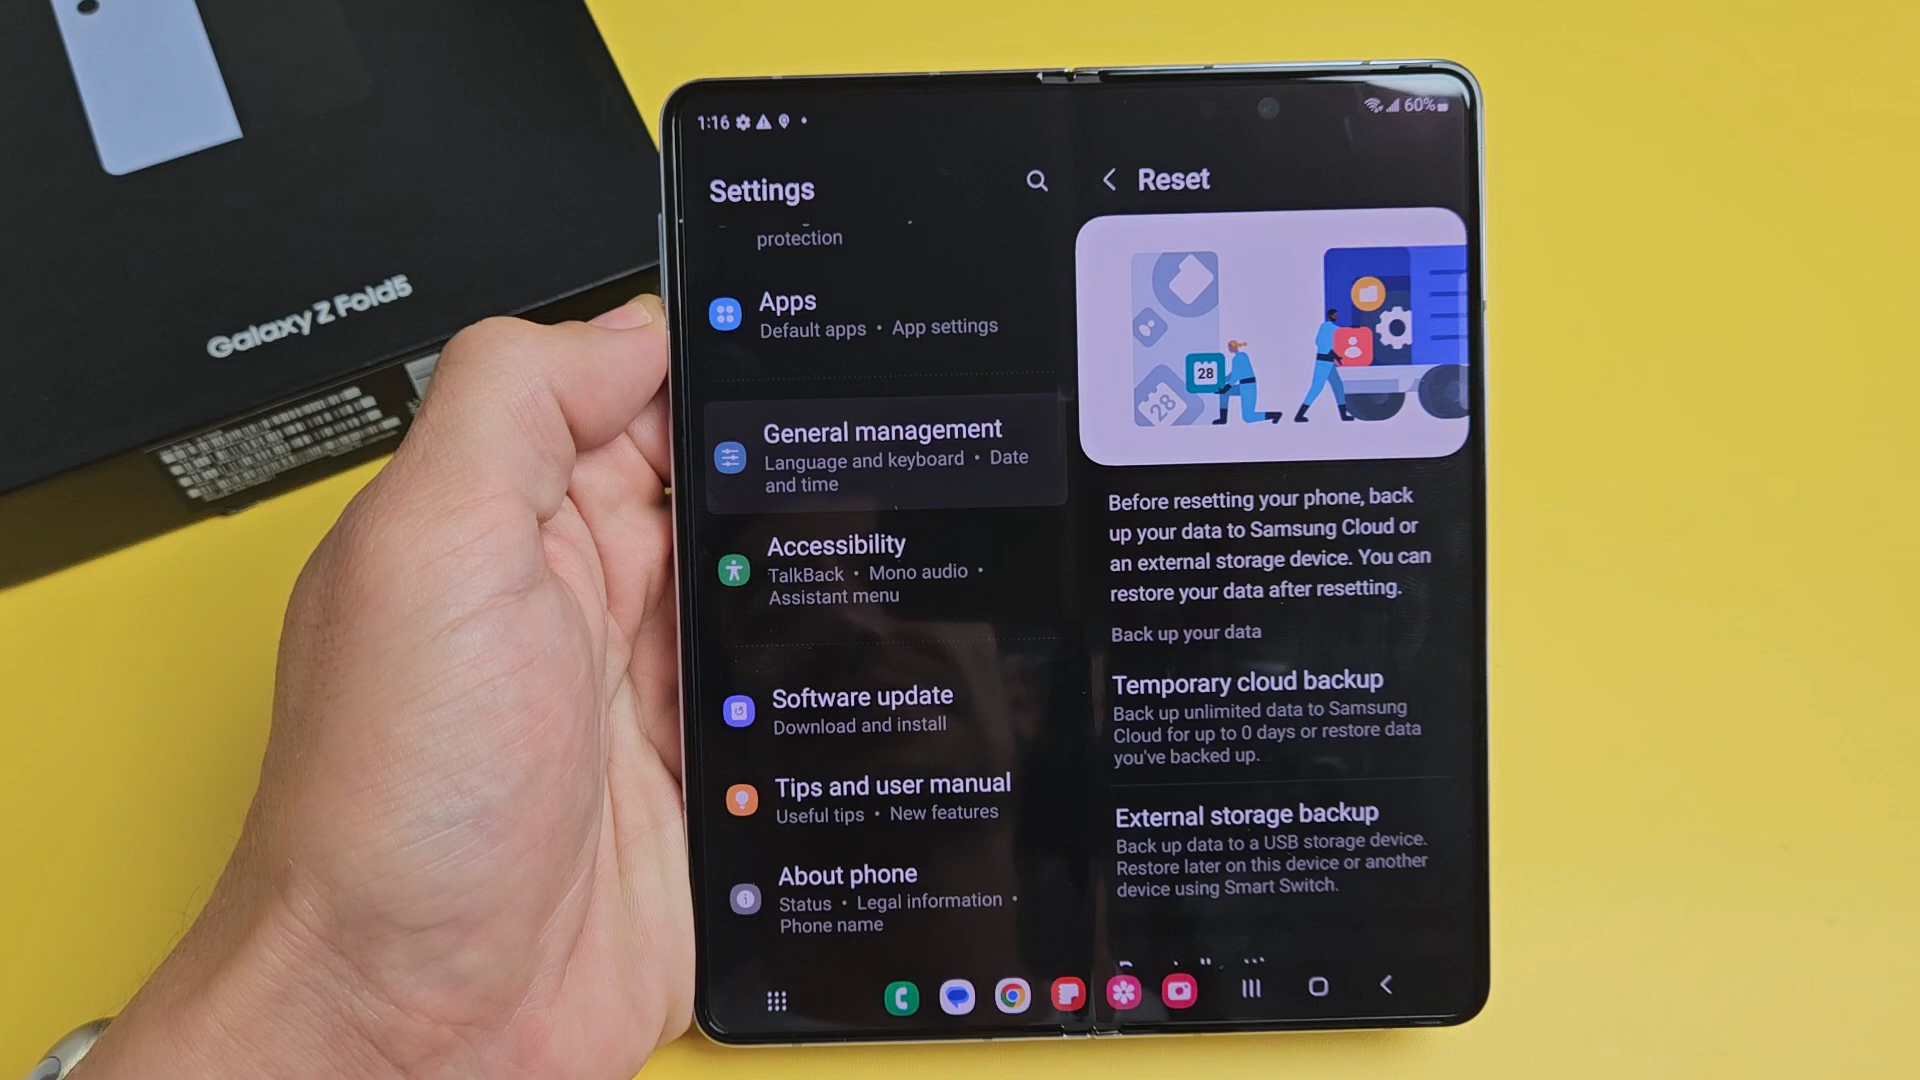 Galaxy Z Fold5
1:16
60%
Settings
protection
Apps
Default apps • App settings
General management
Language and keyboard • Date
and time
Accessibility
TalkBack • Mono audio •
Assistant menu
Software update
Download and install
Tips and user manual
Useful tips • New features
About phone
Status • Legal information •
Phone name
Reset
28
28
Before resetting your phone, back
up your data to Samsung Cloud or
an external storage device. You can
restore your data after resetting.
Back up your data
Temporary cloud backup
Back up unlimited data to Samsung
Cloud for up to 0 days or restore data
you've backed up.
External storage backup
Back up data to a USB storage device.
Restore later on this device or another
device using Smart Switch.